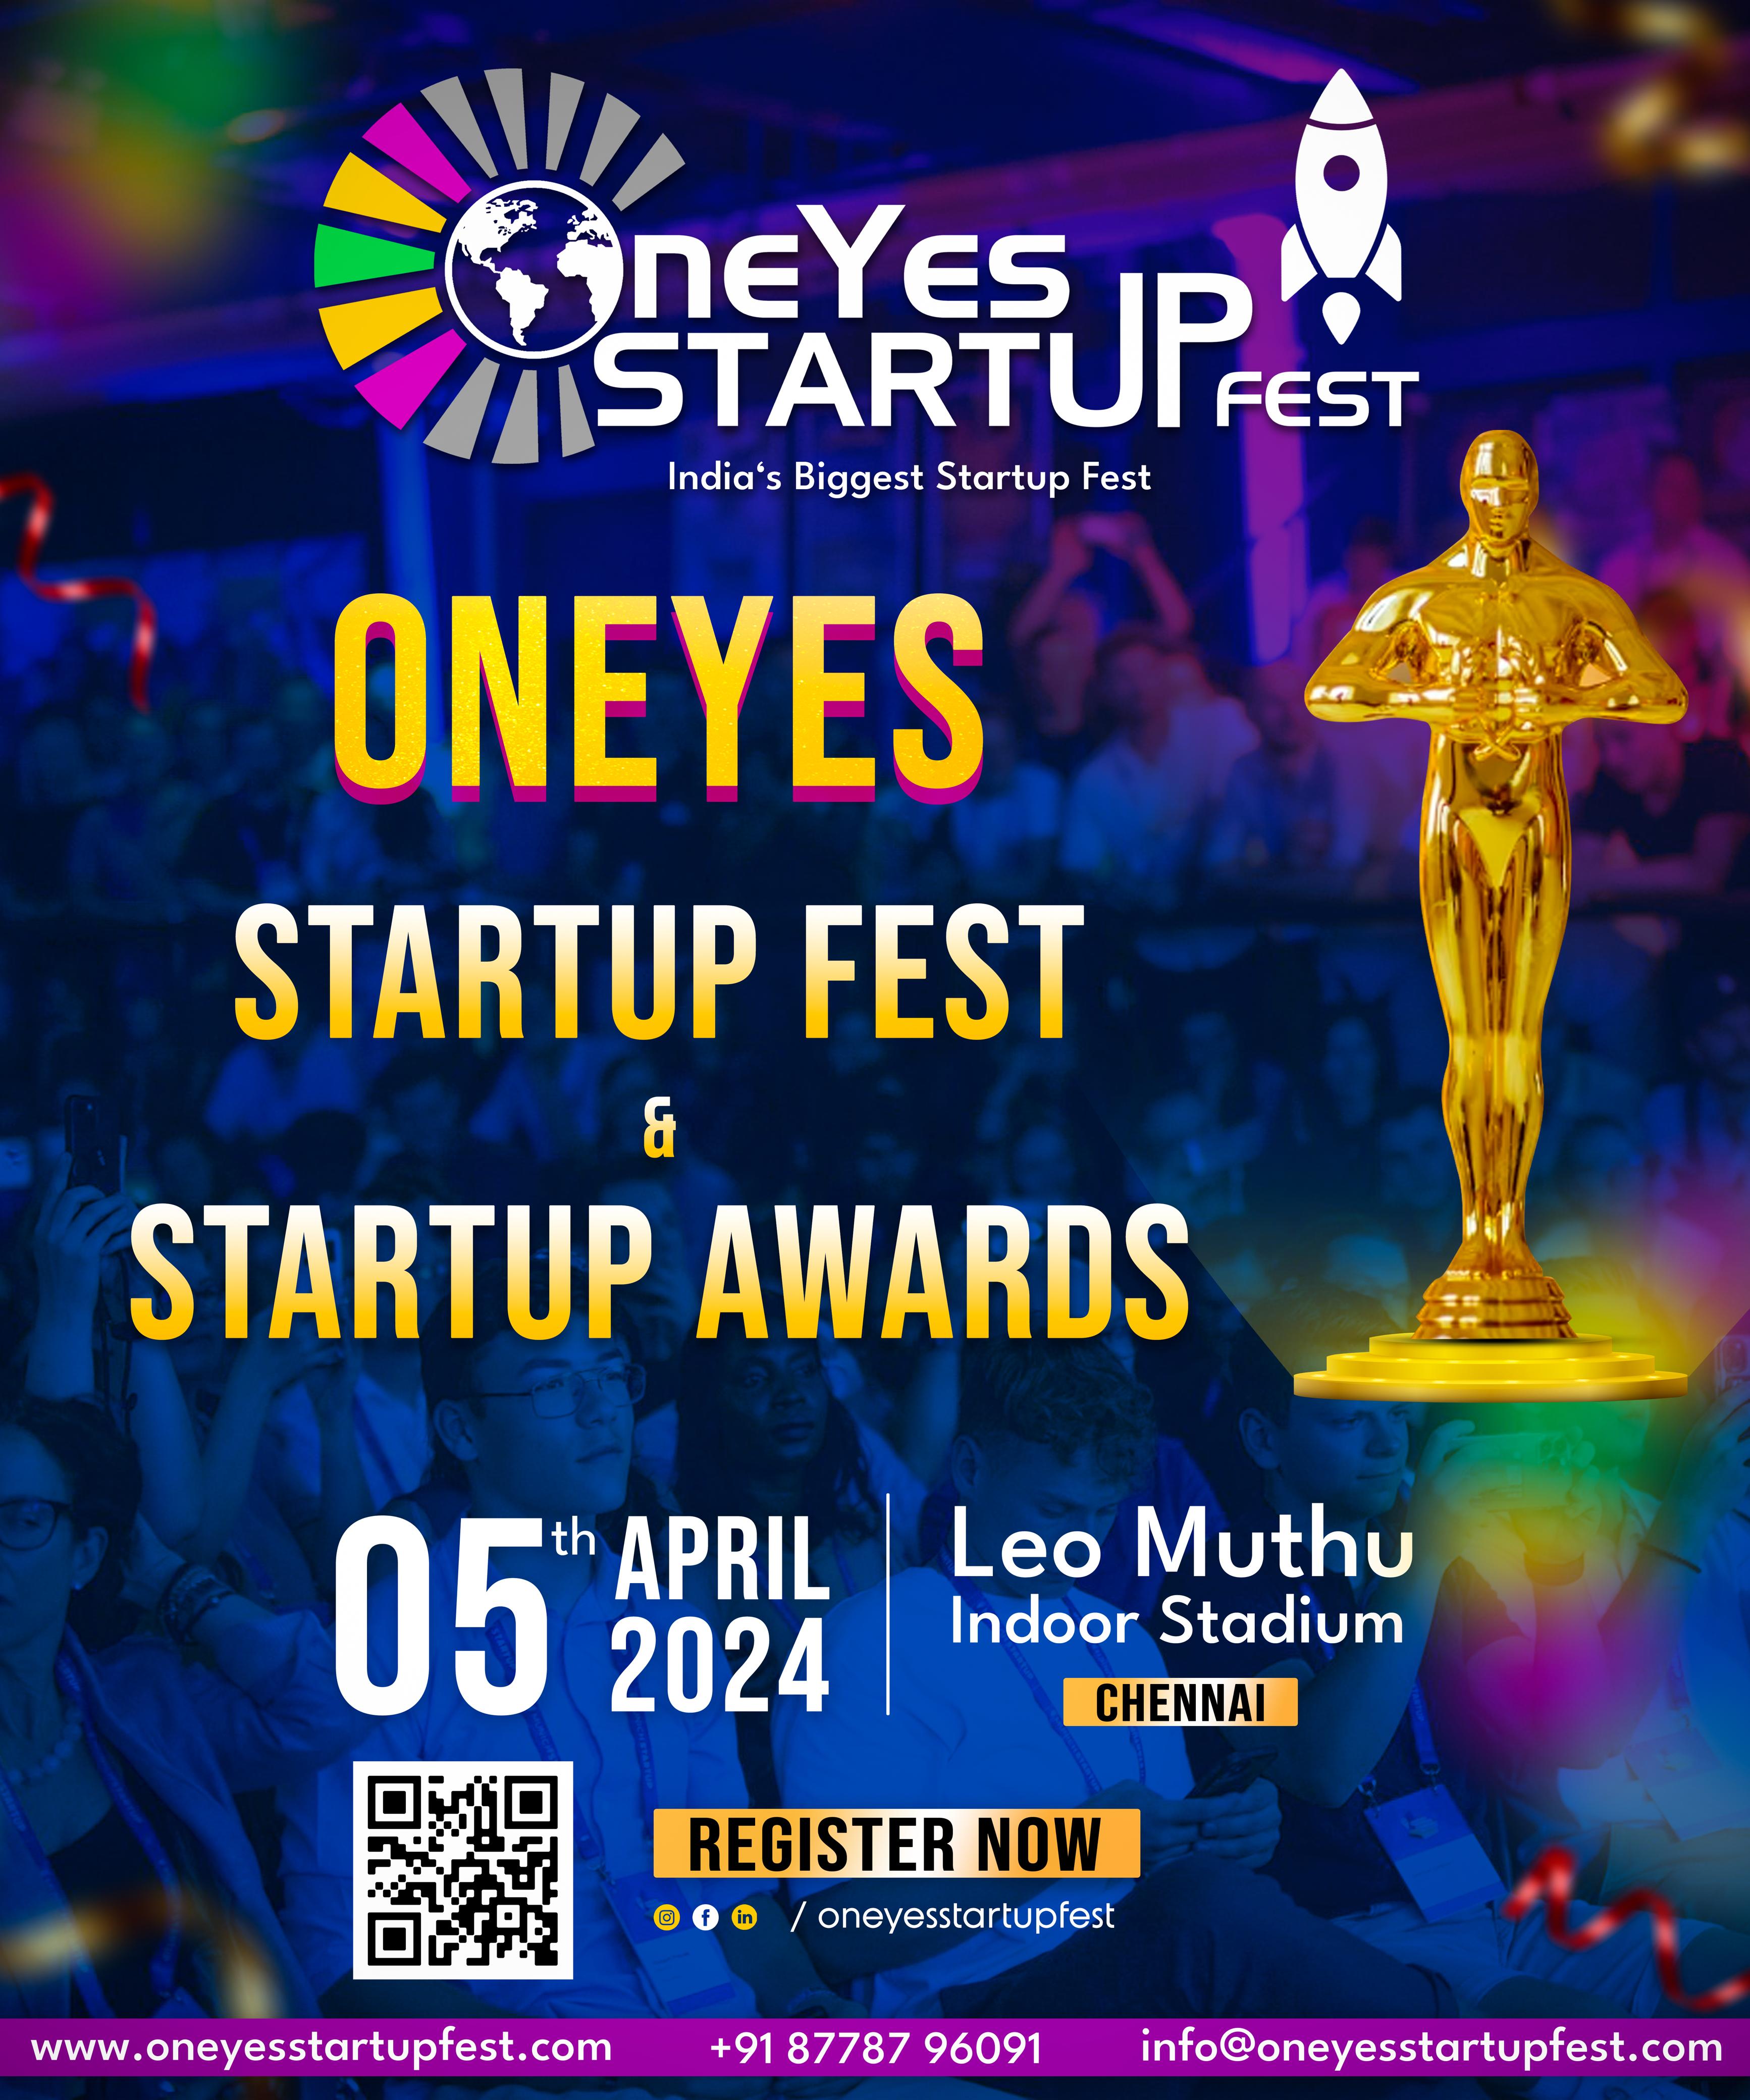 OneYes
STARTUP FEST
India‘s Biggest Startup Fest
ONEYES
STARTUP FEST
&
STARTUP AWARDS
05th APRIL
2024
Leo Muthu
Indoor Stadium
CHENNAI
REGISTER NOW
/ oneyesstartupfest
www.oneyesstartupfest.com +91 87787 96091 info@oneyesstartupfest.com